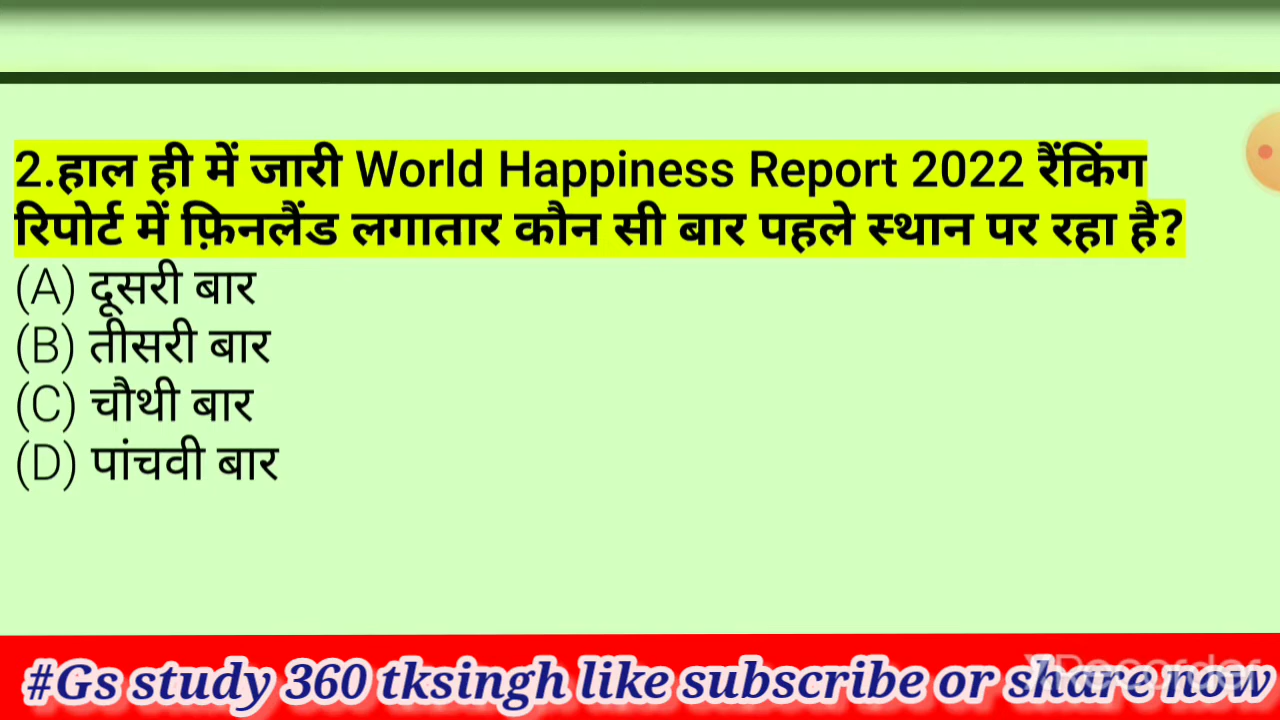 2.हाल ही में जारी World Happiness Report 2022 रैंकिंग
रिपोर्ट में फ़िनलैंड लगातार कौन सी बार पहले स्थान पर रहा है?
(A) दूसरी बार
(B) तीसरी बार
(C) चौथी बार
(D) पांचवी बार
#Gs study 360 tksingh like subscribe or share now
XRecorder